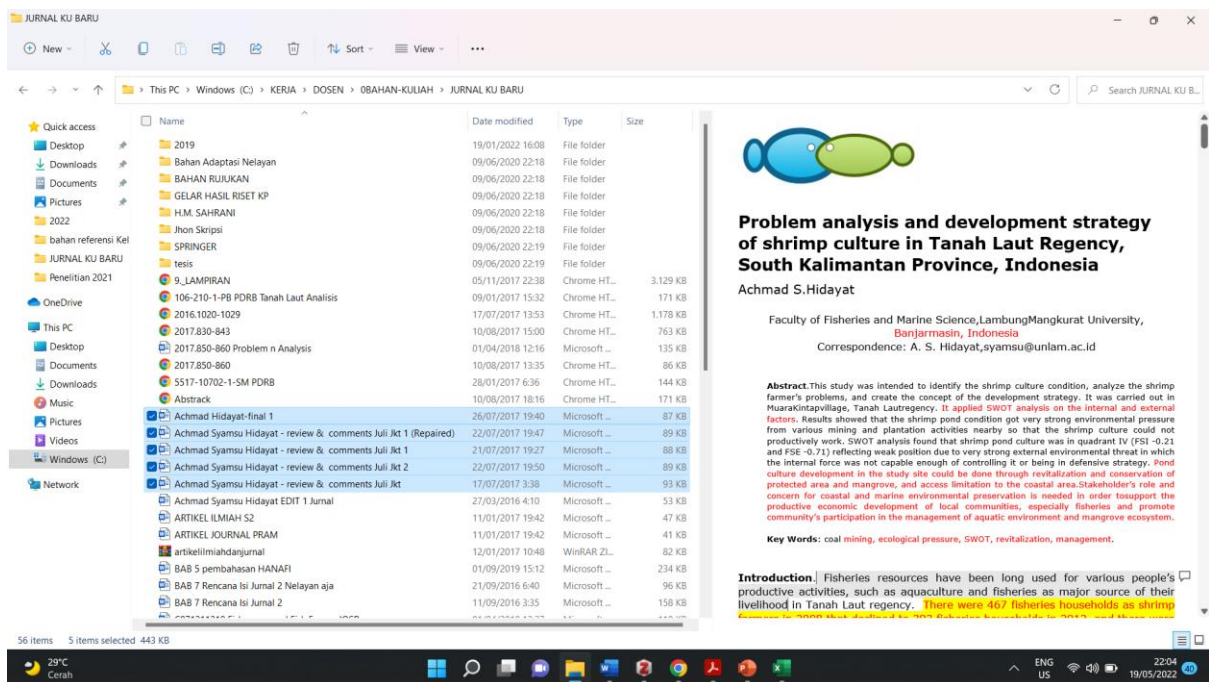 JURNAL KU BARU
New
Sort
View
This PC > Windows (C:) > KERJA > DOSEN > 0BAHAN-KULIAH > JURNAL KU BARU
Search JURNAL KU B...
Quick access
Desktop
Downloads
Documents
Pictures
2022
bahan referensi Kel
JURNAL KU BARU
Penelitian 2021
OneDrive
This PC
Desktop
Documents
Downloads
Music
Pictures
Videos
Windows (C:)
Network
Name Date modified Type Size
2019 19/01/2022 16:08 File folder
Bahan Adaptasi Nelayan 09/06/2020 22:18 File folder
BAHAN RUJUKAN 09/06/2020 22:18 File folder
GELAR HASIL RISET KP 09/06/2020 22:18 File folder
H.M. SAHRANI 09/06/2020 22:18 File folder
Jhon Skripsi 09/06/2020 22:18 File folder
SPRINGER 09/06/2020 22:19 File folder
tesis 09/06/2020 22:19 File folder
9_LAMPIRAN 05/11/2017 22:38 Chrome HT... 3.129 KB
106-210-1-PB PDRB Tanah Laut Analisis 09/01/2017 15:32 Chrome HT... 171 KB
2016.1020-1029 17/07/2017 13:53 Chrome HT... 1.178 KB
2017.830-843 10/08/2017 15:00 Chrome HT... 763 KB
2017.850-860 Problem n Analysis 01/04/2018 12:16 Microsoft ... 135 KB
2017.850-860 10/08/2017 13:35 Chrome HT... 86 KB
5517-10702-1-SM PDRB 28/01/2017 6:36 Chrome HT... 144 KB
Abstrack 10/08/2017 18:16 Chrome HT... 171 KB
Achmad Hidayat-final 1 26/07/2017 19:40 Microsoft ... 87 KB
Achmad Syamsu Hidayat - review & comments Juli Jkt 1 (Repaired) 22/07/2017 19:47 Microsoft ... 89 KB
Achmad Syamsu Hidayat - review & comments Juli Jkt 1 21/07/2017 19:27 Microsoft ... 88 KB
Achmad Syamsu Hidayat - review & comments Juli Jkt 2 22/07/2017 19:50 Microsoft ... 89 KB
Achmad Syamsu Hidayat - review & comments Juli Jkt 17/07/2017 3:38 Microsoft ... 93 KB
Achmad Syamsu Hidayat EDIT 1 Jurnal 27/03/2016 4:10 Microsoft ... 53 KB
ARTIKEL ILMIAH S2 11/01/2017 19:42 Microsoft ... 47 KB
ARTIKEL JOURNAL PRAM 11/01/2017 19:42 Microsoft ... 41 KB
artikelilmiahdanjurnal 12/01/2017 10:48 WinRAR ZI... 82 KB
BAB 5 pembahasan HANAFI 01/09/2019 15:12 Microsoft ... 234 KB
BAB 7 Rencana Isi Jurnal 2 Nelayan aja 21/09/2016 6:40 Microsoft ... 96 KB
BAB 7 Rencana Isi Jurnal 2 11/09/2016 3:35 Microsoft ... 158 KB
Problem analysis and development strategy
of shrimp culture in Tanah Laut Regency,
South Kalimantan Province, Indonesia
Achmad S.Hidayat
Faculty of Fisheries and Marine Science,LambungMangkurat University,
Banjarmasin, Indonesia
Correspondence: A. S. Hidayat,syamsu@unlam.ac.id
Abstract.This study was intended to identify the shrimp culture condition, analyze the shrimp
farmer's problems, and create the concept of the development strategy. It was carried out in
MuaraKintapvillage, Tanah Lautregency. It applied SWOT analysis on the internal and external
factors. Results showed that the shrimp pond condition got very strong environmental pressure
from various mining and plantation activities nearby so that the shrimp culture could not
productively work. SWOT analysis found that shrimp pond culture was in quadrant IV (FSI -0.21
and FSE -0.71) reflecting weak position due to very strong external environmental threat in which
the internal force was not capable enough of controlling it or being in defensive strategy. Pond
culture development in the study site could be done through revitalization and conservation of
protected area and mangrove, and access limitation to the coastal area.Stakeholder's role and
concern for coastal and marine environmental preservation is needed in order tosupport the
productive economic development of local communities, especially fisheries and promote
community's participation in the management of aquatic environment and mangrove ecosystem.
Key Words: coal mining, ecological pressure, SWOT, revitalization, management.
Introduction. Fisheries resources have been long used for various people's
productive activities, such as aquaculture and fisheries as major source of their
livelihood in Tanah Laut regency. There were 467 fisheries households as shrimp
56 items 5 items selected 443 KB
29°C
Cerah
ENG
US
22:04
19/05/2022
40